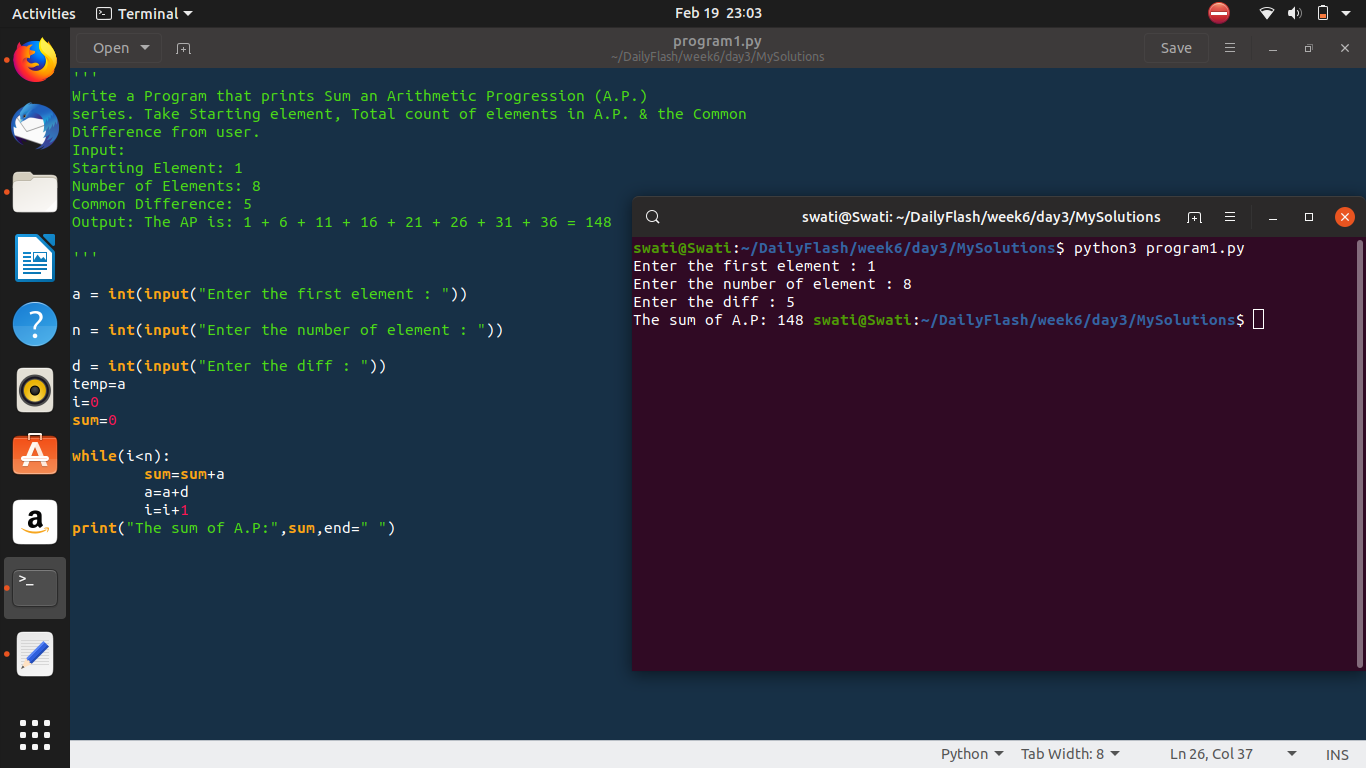 Activities Terminal Feb 19 23:03
Open program1.py Save
~/DailyFlash/week6/day3/MySolutions
'''
Write a Program that prints Sum an Arithmetic Progression (A.P.)
series. Take Starting element, Total count of elements in A.P. & the Common
Difference from user.
Input:
Starting Element: 1
Number of Elements: 8
Common Difference: 5
Output: The AP is: 1 + 6 + 11 + 16 + 21 + 26 + 31 + 36 = 148
'''
a = int(input("Enter the first element : "))
n = int(input("Enter the number of element : "))
d = int(input("Enter the diff : "))
temp=a
i=0
sum=0
while(i<n):
sum=sum+a
a=a+d
i=i+1
print("The sum of A.P:",sum,end=" ")
swati@Swati: ~/DailyFlash/week6/day3/MySolutions
swati@Swati:~/DailyFlash/week6/day3/MySolutions$ python3 program1.py
Enter the first element : 1
Enter the number of element : 8
Enter the diff : 5
The sum of A.P: 148 swati@Swati:~/DailyFlash/week6/day3/MySolutions$
Python Tab Width: 8 Ln 26, Col 37 INS